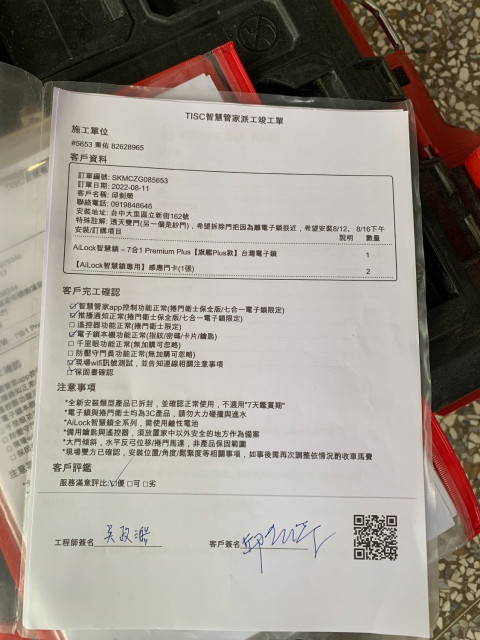 TISC智慧管家派工竣工單
施工單位
#5653 秉佑 82628965
客戶資料
訂單編號: SKMCZG085653
訂單日期: 2022-08-11
客戶名稱: 邱創榮
聯絡電話: 0919848646
安裝地址: 台中大里區立新街162號
特殊註解: 透天雙門(另一個是紗門)，希望拆除門把因為離電子鎖很近，希望安裝8/12、8/16下午
安裝/訂購項目 說明 數量
AiLock智慧鎖 – 7合1 Premium Plus【旗艦Plus款】台灣電子鎖 1
【AiLock智慧鎖專用】感應門卡(1張) 2
客戶完工確認
☑智慧管家app控制功能正常(捲門衛士保全版/七合一電子鎖限定)
☑推播通知正常(捲門衛士保全版/七合一電子鎖限定)
☐遙控器功能正常(捲門衛士限定)
☑電子鎖本機功能正常(指紋/密碼/卡片/鑰匙)
☐千里眼功能正常(無加購可忽略)
☐防壓守門員功能正常(無加購可忽略)
☑現場wifi訊號測試，並告知連線相關注意事項
☑保固書確認
注意事項
*全新安裝類型產品已拆封，並確認正常使用，不適用"7天鑑賞期"
*電子鎖與捲門衛士均為3C產品，請勿大力碰撞與進水
*AiLock智慧鎖全系列，需使用鹼性電池
*備用鑰匙與遙控器，須放置家中以外安全的地方作為備案
*大門傾斜，水平反弓位移/捲門馬達，非產品保固範圍
*現場雙方已確認，安裝位置/角度/鬆緊度等相關事項，如事後需再次調整依情況酌收車馬費
客戶評鑑
服務滿意評比:☑優 ☐可 ☐劣
工程師簽名
客戶簽名